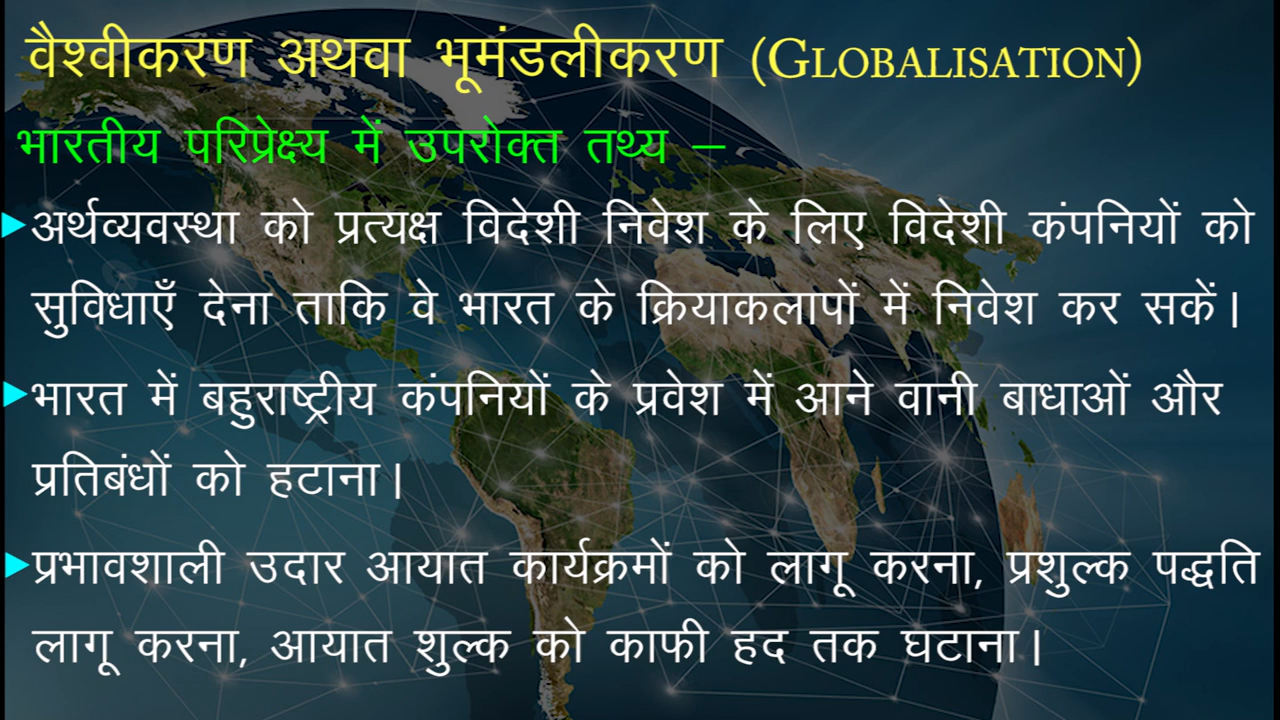 वैश्वीकरण अथवा भूमंडलीकरण (GLOBALISATION)
भारतीय परिप्रेक्ष्य में उपरोक्त तथ्य –
अर्थव्यवस्था को प्रत्यक्ष विदेशी निवेश के लिए विदेशी कंपनियों को
सुविधाएँ देना ताकि वे भारत के क्रियाकलापों में निवेश कर सकें।
भारत में बहुराष्ट्रीय कंपनियों के प्रवेश में आने वानी बाधाओं और
प्रतिबंधों को हटाना।
प्रभावशाली उदार आयात कार्यक्रमों को लागू करना, प्रशुल्क पद्धति
लागू करना, आयात शुल्क को काफी हद तक घटाना।